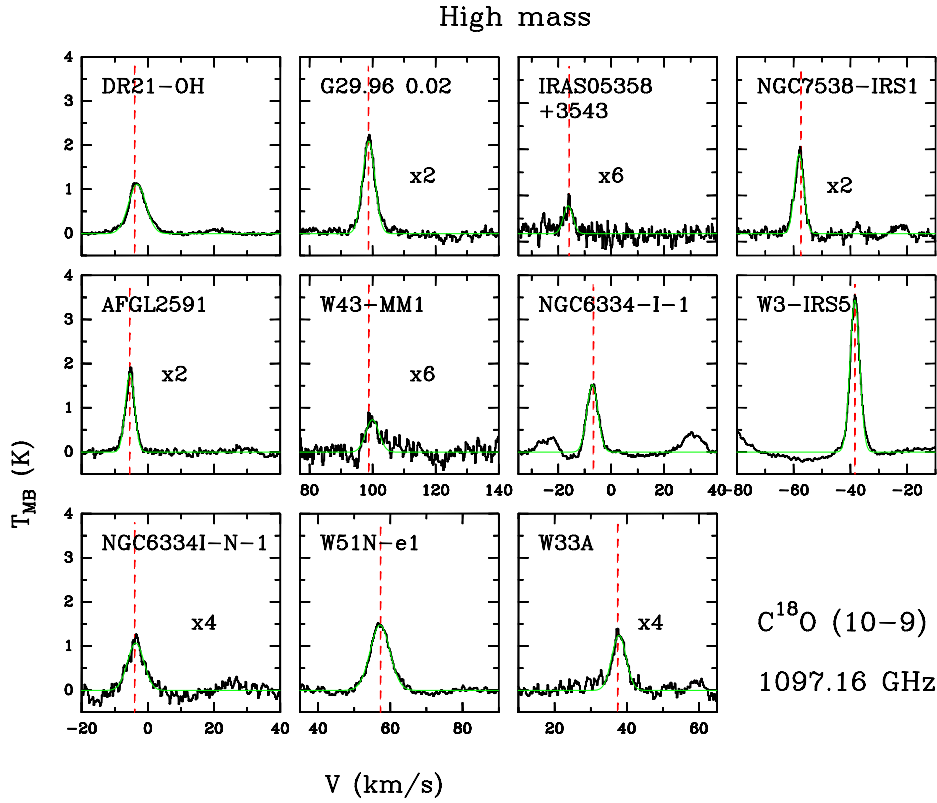 High mass
4
3
2
1
0
DR21-OH
G29.96 0.02
x2
IRAS05358
+3543
x6
NGC7538-IRS1
x2
4
3
2
1
0
AFGL2591
x2
W43-MM1
x6
NGC6334-I-1
W3-IRS5
80 100 120 140
-20 0 20 40
-80 -60 -40 -20
T_MB (K)
4
3
2
1
0
NGC6334I-N-1
x4
W51N-e1
W33A
x4
C¹⁸O (10-9)
1097.16 GHz
-20 0 20 40
40 60 80
0 20 40 60
V (km/s)